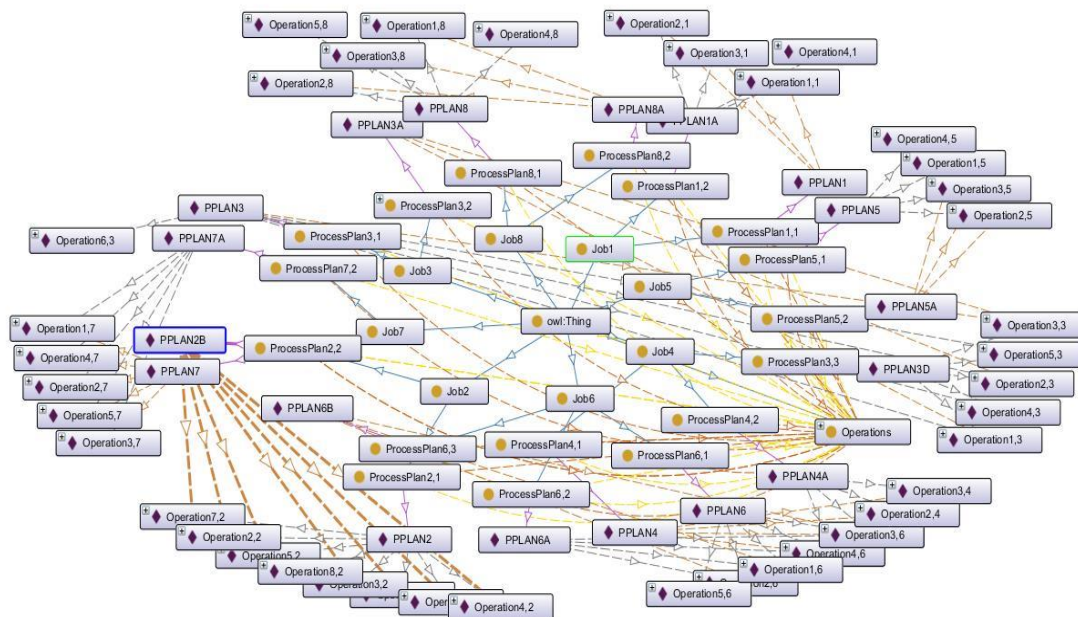 Operation5,8
Operation1,8
Operation4,8
Operation2,1
Operation3,8
Operation3,1
Operation4,1
Operation2,8
Operation1,1
PPLAN8
PPLAN8A
PPLAN3A
PPLAN1A
Operation4,5
ProcessPlan8,2
Operation1,5
ProcessPlan8,1
ProcessPlan1,2
PPLAN1
Operation3,5
PPLAN3
ProcessPlan3,2
PPLAN5
Operation2,5
Operation6,3
PPLAN7A
ProcessPlan3,1
Job8
Job1
ProcessPlan1,1
ProcessPlan7,2
Job3
ProcessPlan5,1
Job5
PPLAN5A
Operation1,7
owl:Thing
ProcessPlan5,2
Operation3,3
PPLAN2B
Job7
Operation4,7
ProcessPlan2,2
Job4
Operation5,3
PPLAN7
ProcessPlan3,3
PPLAN3D
Operation2,7
Job2
Operation2,3
Operation5,7
PPLAN6B
Job6
Operation4,3
Operation3,7
ProcessPlan4,2
Operations
Operation1,3
ProcessPlan6,3
ProcessPlan4,1
ProcessPlan6,1
ProcessPlan2,1
PPLAN4A
ProcessPlan6,2
Operation3,4
Operation7,2
PPLAN6
Operation2,4
Operation2,2
PPLAN2
PPLAN6A
PPLAN4
Operation3,6
Operation5,2
Operation4,6
Operation8,2
Operation1,6
Operation3,2
Operation2,6
Operation5,6
Operation4,2